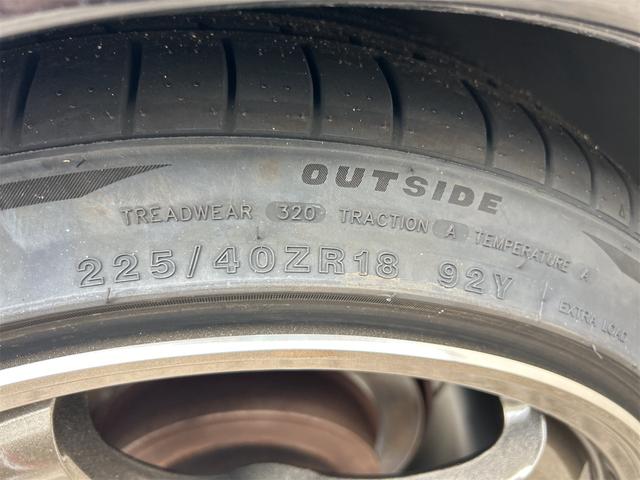 OUTSIDE
TREADWEAR 320 TRACTION A TEMPERATURE A
225/40ZR18 92Y
EXTRA LOAD